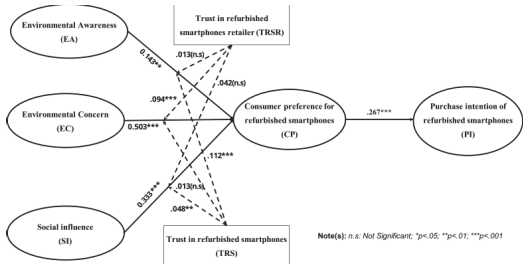 Environmental Awareness
(EA)
Trust in refurbished
smartphones retailer (TRSR)
0.143**
.013(n.s)
.042(n.s)
.094***
Environmental Concern
(EC)
0.503***
Consumer preference for
refurbished smartphones
(CP)
.267***
Purchase intention of
refurbished smartphones
(PI)
.112***
0.333***
.013(n.s)
.048**
Social influence
(SI)
Trust in refurbished smartphones
(TRS)
Note(s): n.s: Not Significant; *p<.05; **p<.01; ***p<.001